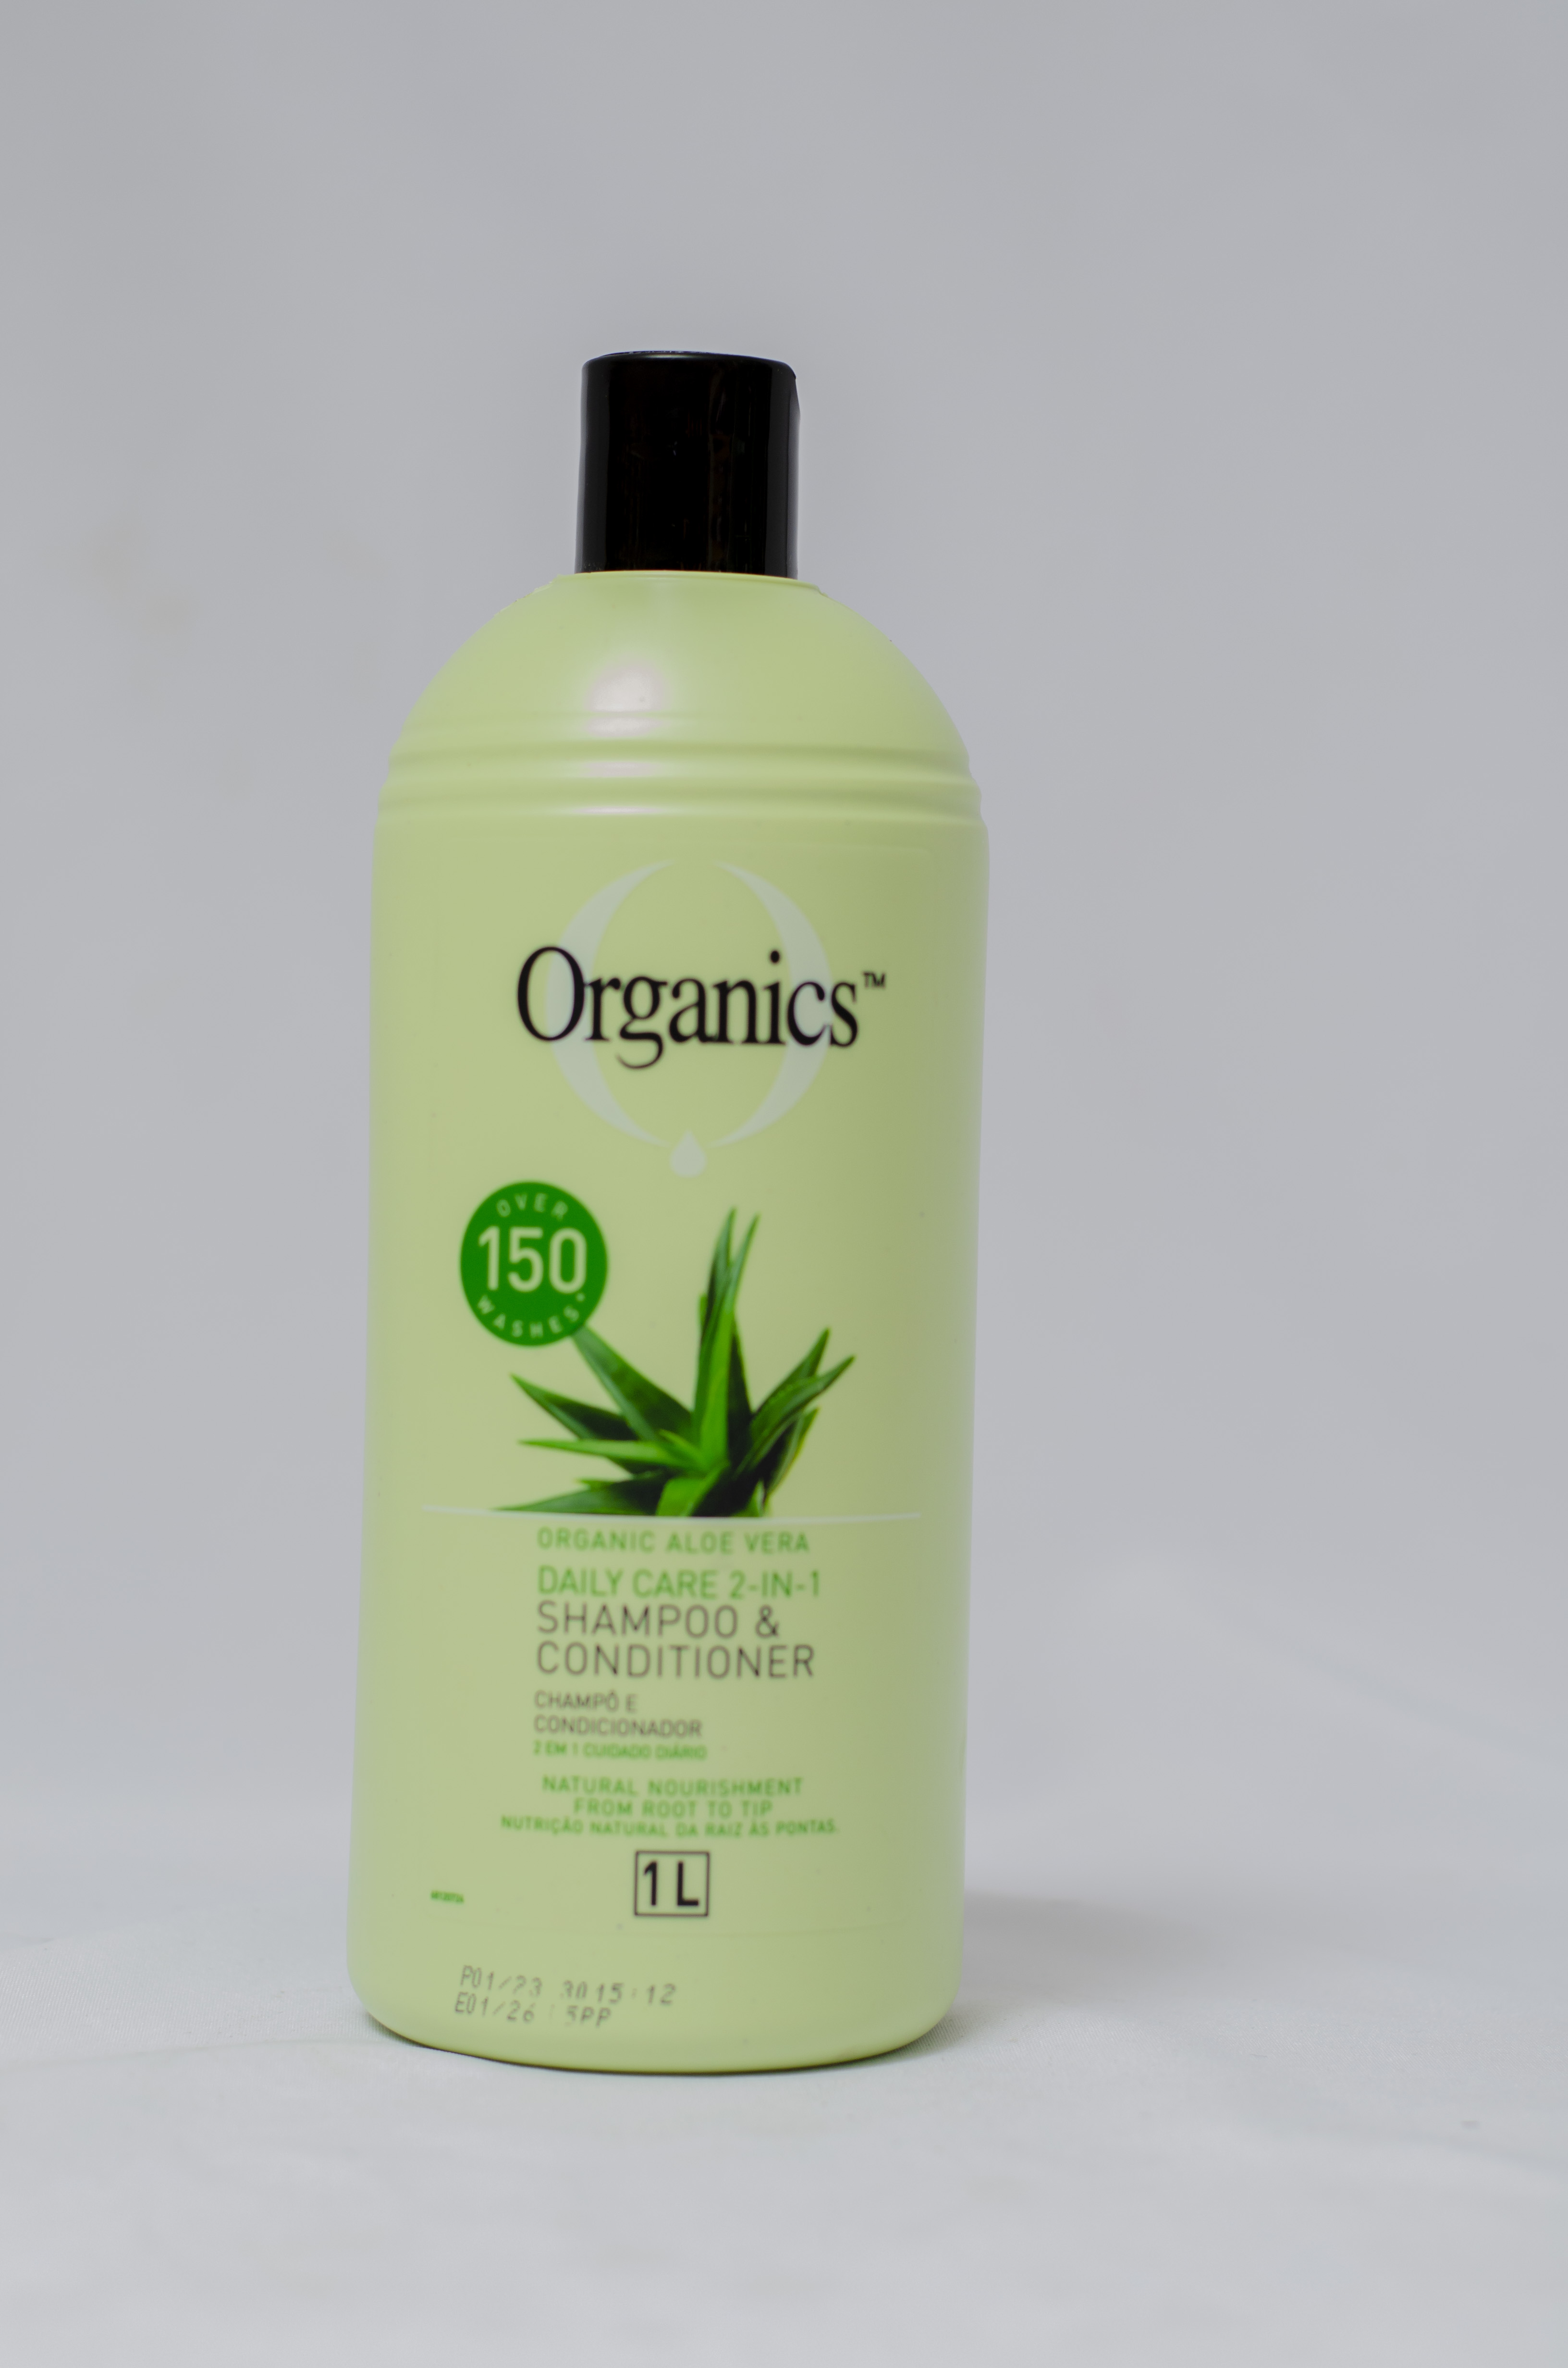 Organics™
OVER
150
WASHES*
ORGANIC ALOE VERA
DAILY CARE 2-IN-1
SHAMPOO &
CONDITIONER
CHAMPÔ E
CONDICIONADOR
2 EM 1 CUIDADO DIÁRIO
NATURAL NOURISHMENT
FROM ROOT TO TIP
NUTRIÇÃO NATURAL DA RAIZ ÀS PONTAS.
1 L
P01/23 3015:12
E01/26 5PP